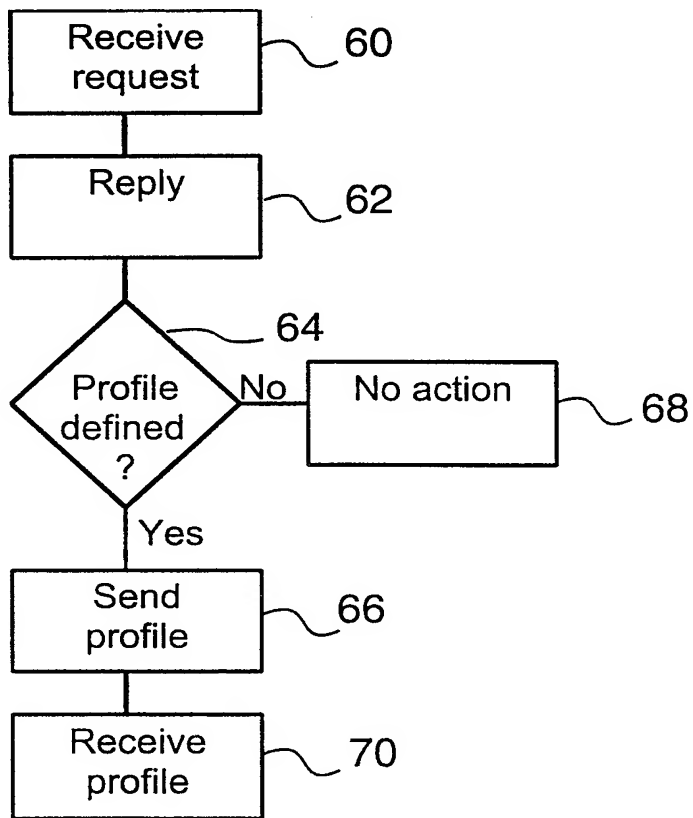 Receive
request
60
Reply
62
64
Profile
defined
?
No
No action
68
Yes
Send
profile
66
Receive
profile
70